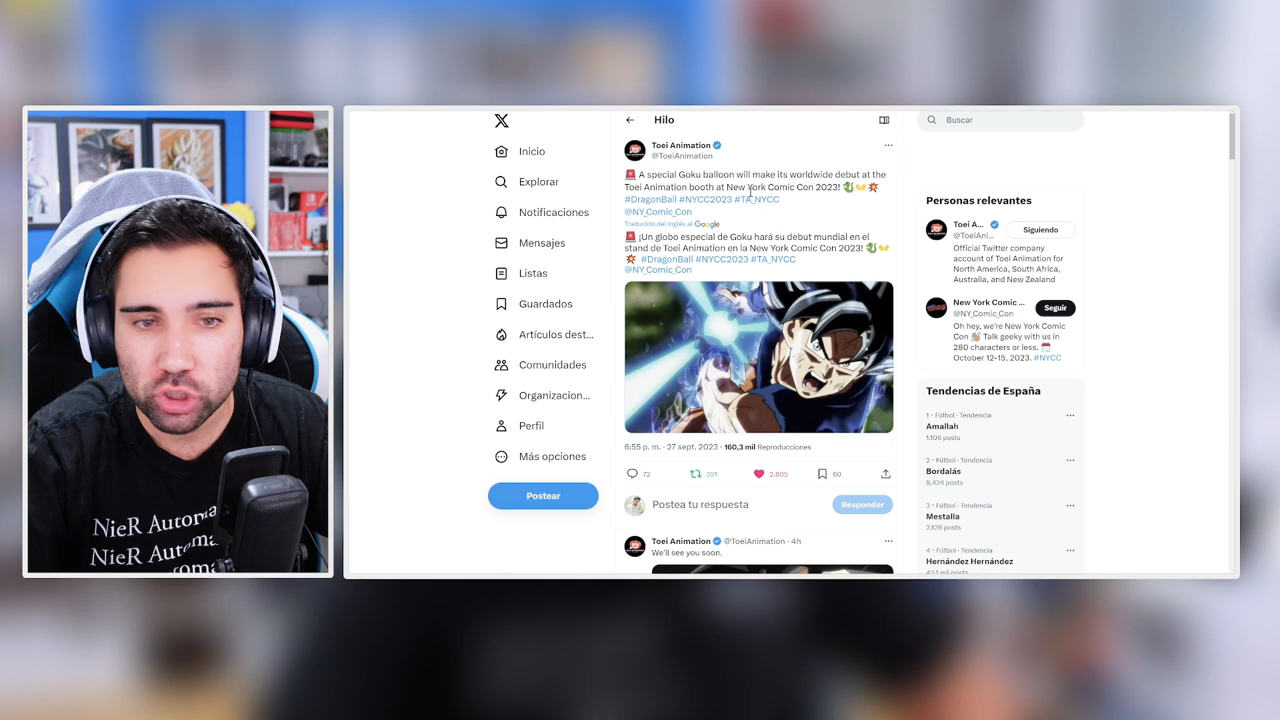 NieR Automa
NieR Automa
Inicio
Explorar
Notificaciones
Mensajes
Listas
Guardados
Artículos dest...
Comunidades
Organizacion...
Perfil
Más opciones
Postear
Hilo
Toei Animation
@ToeiAnimation
🚨 A special Goku balloon will make its worldwide debut at the
Toei Animation booth at New York Comic Con 2023! 🐉👐💥
#DragonBall #NYCC2023 #TA_NYCC
@NY_Comic_Con
Traducido del inglés al Google
🚨 ¡Un globo especial de Goku hará su debut mundial en el
stand de Toei Animation en la New York Comic Con 2023! 🐉👐
💥 #DragonBall #NYCC2023 #TA_NYCC
@NY_Comic_Con
6:55 p. m. · 27 sept. 2023 · 160,3 mil Reproducciones
72 391 2.805 60
Postea tu respuesta
Responder
Toei Animation @ToeiAnimation · 4h
We'll see you soon.
Buscar
Personas relevantes
Toei A...
@ToeiAni...
Siguiendo
Official Twitter company
account of Toei Animation for
North America, South Africa,
Australia, and New Zealand
New York Comic ...
@NY_Comic_Con
Seguir
Oh hey, we're New York Comic
Con 👋🏼 Talk geeky with us in
280 characters or less. 🗓️
October 12-15, 2023. #NYCC
Tendencias de España
1 · Fútbol · Tendencia
Amallah
1.106 posts
2 · Fútbol · Tendencia
Bordalás
8.424 posts
3 · Fútbol · Tendencia
Mestalla
2.128 posts
4 · Fútbol · Tendencia
Hernández Hernández